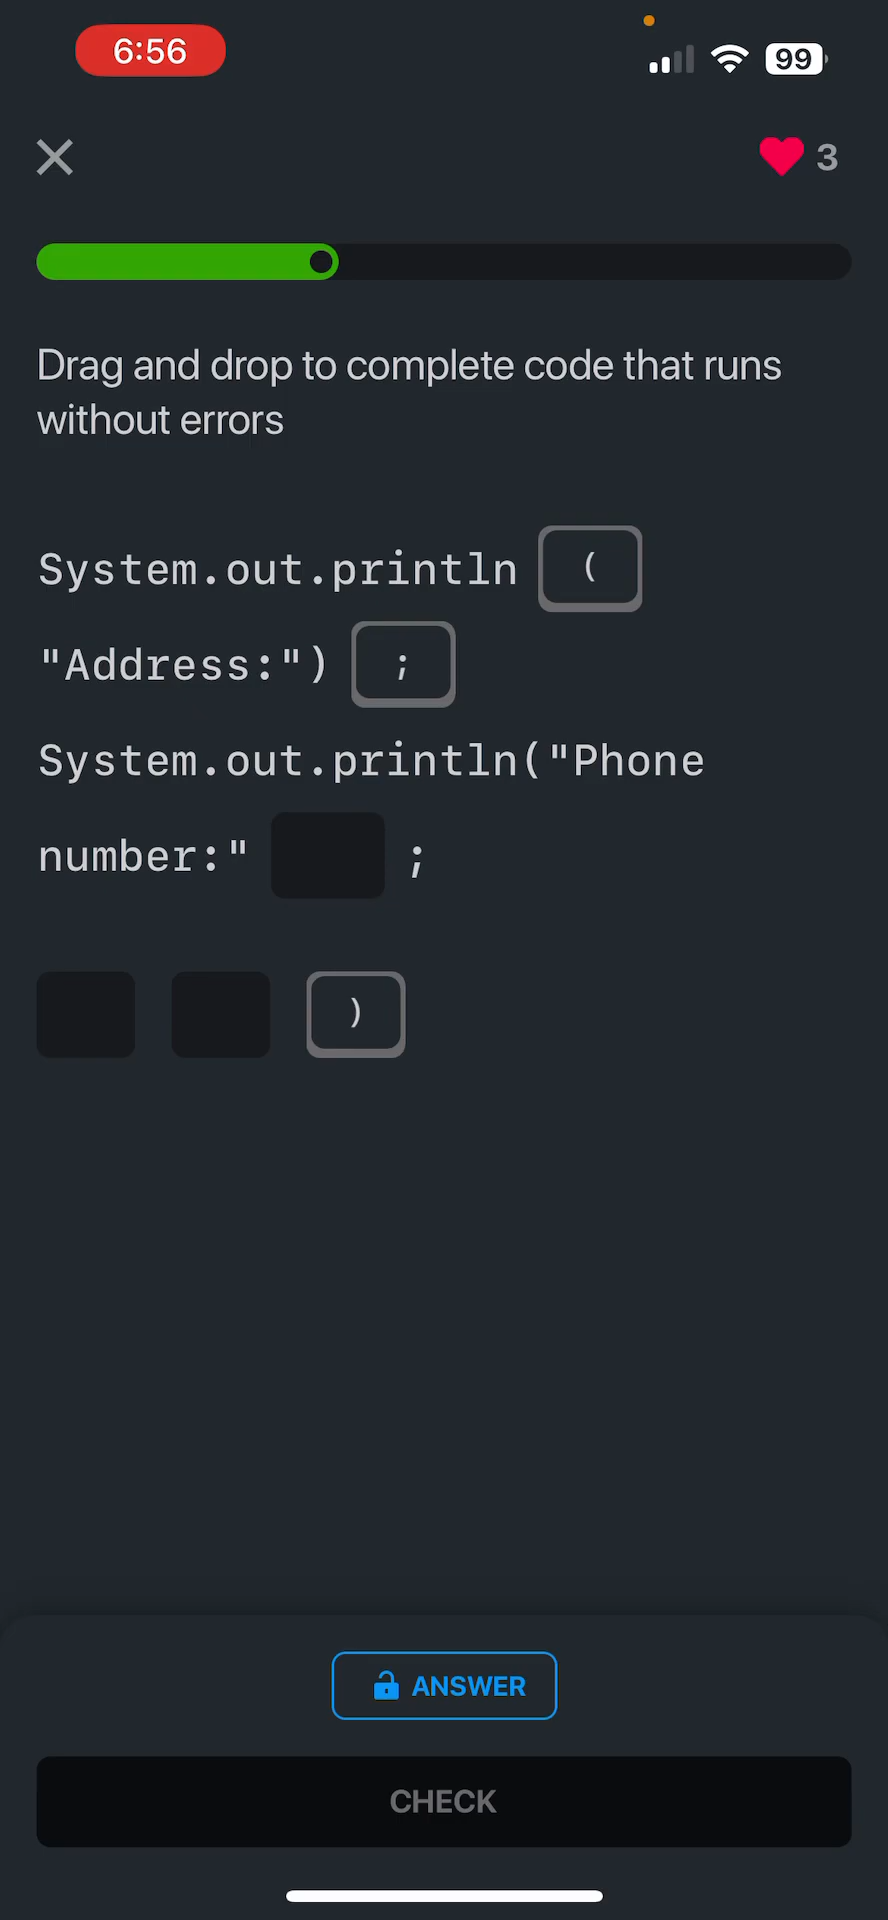 6:56
99
3
Drag and drop to complete code that runs
without errors
System.out.println (
"Address:") ;
System.out.println("Phone
number:" ;
)
ANSWER
CHECK